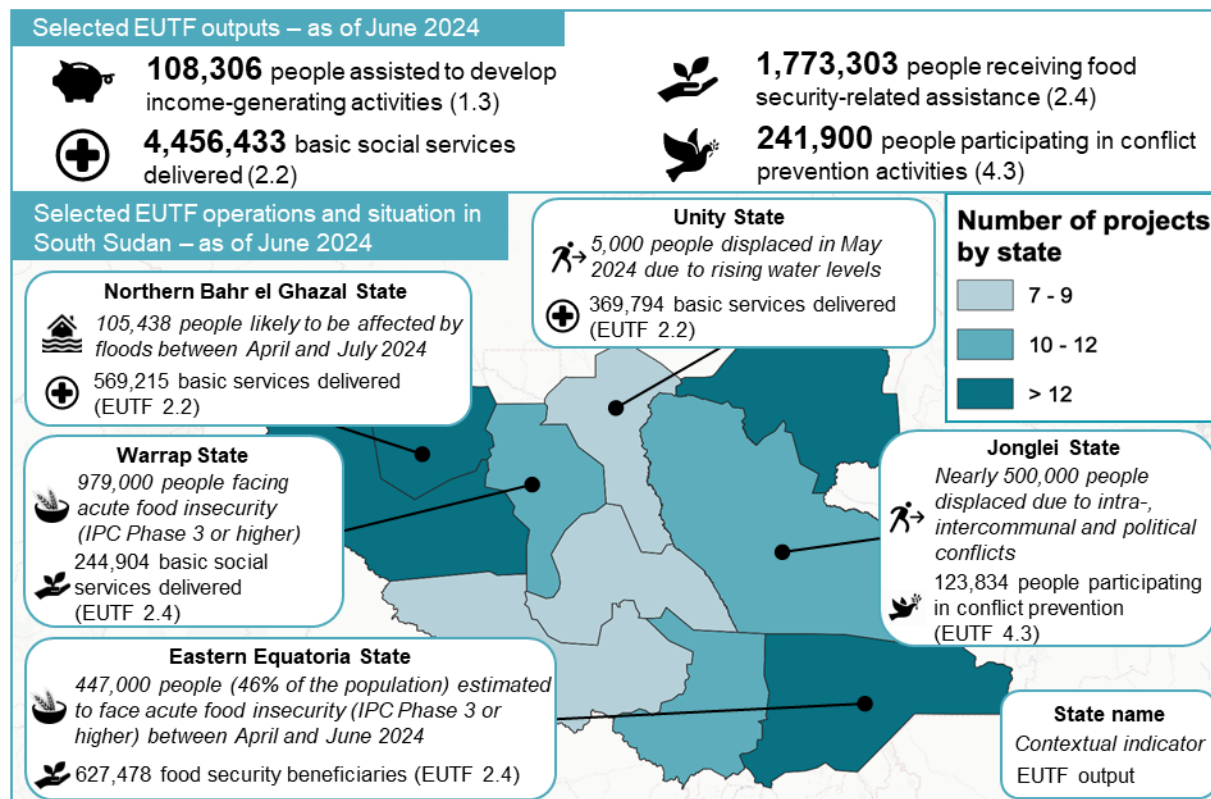 Selected EUTF outputs – as of June 2024
108,306 people assisted to develop
income-generating activities (1.3)
4,456,433 basic social services
delivered (2.2)
1,773,303 people receiving food
security-related assistance (2.4)
241,900 people participating in conflict
prevention activities (4.3)
Selected EUTF operations and situation in
South Sudan – as of June 2024
Unity State
5,000 people displaced in May
2024 due to rising water levels
369,794 basic services delivered
(EUTF 2.2)
Number of projects
by state
7 - 9
10 - 12
> 12
Northern Bahr el Ghazal State
105,438 people likely to be affected by
floods between April and July 2024
569,215 basic services delivered
(EUTF 2.2)
Warrap State
979,000 people facing
acute food insecurity
(IPC Phase 3 or higher)
244,904 basic social
services delivered
(EUTF 2.4)
Jonglei State
Nearly 500,000 people
displaced due to intra-,
intercommunal and political
conflicts
123,834 people participating
in conflict prevention
(EUTF 4.3)
Eastern Equatoria State
447,000 people (46% of the population) estimated
to face acute food insecurity (IPC Phase 3 or
higher) between April and June 2024
627,478 food security beneficiaries (EUTF 2.4)
State name
Contextual indicator
EUTF output